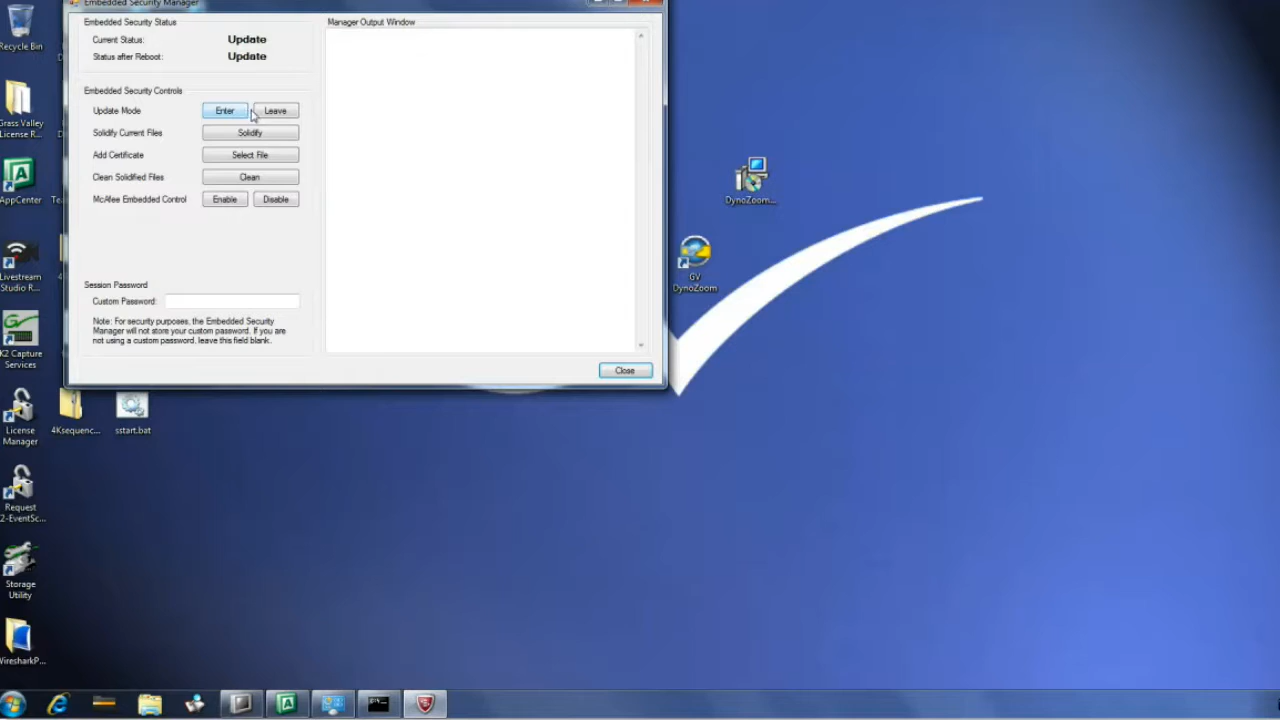 Embedded Security Manager
Embedded Security Status
Current Status: Update
Status after Reboot: Update
Embedded Security Controls
Update Mode Enter Leave
Solidify Current Files Solidify
Add Certificate Select File
Clean Solidified Files Clean
McAfee Embedded Control Enable Disable
Session Password
Custom Password:
Note: For security purposes, the Embedded Security
Manager will not store your custom password. If you are
not using a custom password, leave this field blank.
Manager Output Window
Close
Recycle Bin
Grass Valley
License R...
AppCenter
Livestream
Studio R...
K2 Capture
Services
License
Manager
4Ksequenc...
sstart.bat
Request
2-EventSc...
Storage
Utility
WiresharkP...
DynoZoom...
GV
DynoZoom